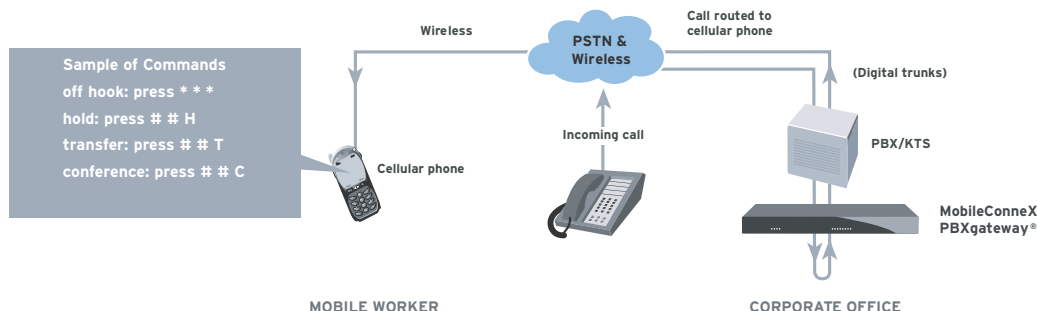 Wireless
PSTN &
Wireless
Call routed to
cellular phone
(Digital trunks)
Sample of Commands
off hook: press * * *
hold: press # # H
transfer: press # # T
conference: press # # C
Incoming call
PBX/KTS
Cellular phone
MobileConneX
PBXgateway®
MOBILE WORKER
CORPORATE OFFICE